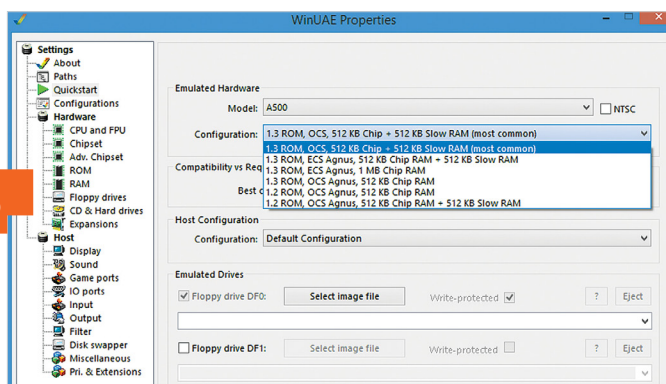 WinUAE Properties
Settings
About
Paths
Quickstart
Configurations
Hardware
CPU and FPU
Chipset
Adv. Chipset
ROM
RAM
Floppy drives
CD & Hard drives
Expansions
Host
Display
Sound
Game ports
IO ports
Input
Output
Filter
Disk swapper
Miscellaneous
Pri. & Extensions
Emulated Hardware
Model: A500 NTSC
Configuration: 1.3 ROM, OCS, 512 KB Chip + 512 KB Slow RAM (most common)
1.3 ROM, OCS, 512 KB Chip + 512 KB Slow RAM (most common)
1.3 ROM, ECS Agnus, 512 KB Chip RAM + 512 KB Slow RAM
1.3 ROM, ECS Agnus, 1 MB Chip RAM
1.3 ROM, OCS Agnus, 512 KB Chip RAM
1.2 ROM, OCS Agnus, 512 KB Chip RAM
1.2 ROM, OCS Agnus, 512 KB Chip RAM + 512 KB Slow RAM
Compatibility vs Req
Best c
Host Configuration
Configuration: Default Configuration
Emulated Drives
Floppy drive DF0: Select image file Write-protected ? Eject
Floppy drive DF1: Select image file Write-protected ? Eject